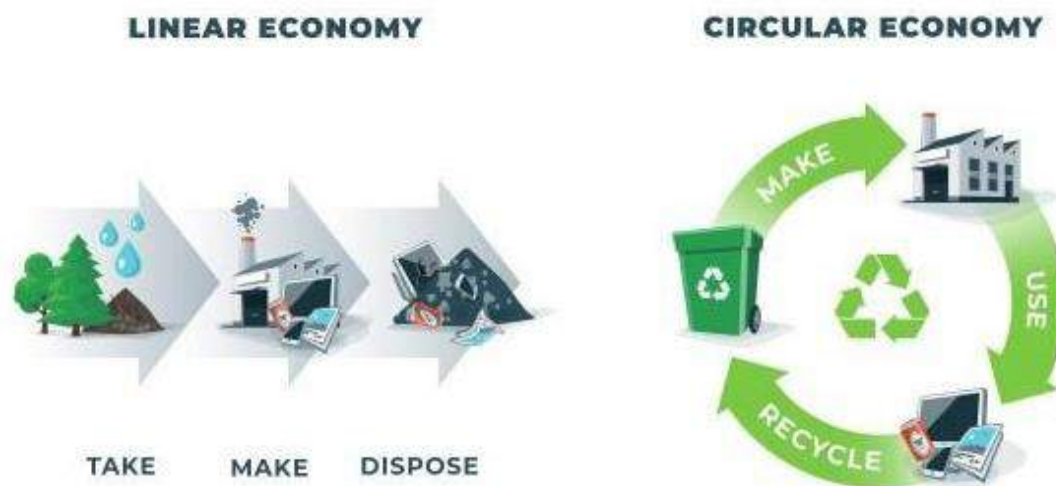 LINEAR ECONOMY
TAKE
MAKE
DISPOSE
CIRCULAR ECONOMY
MAKE
USE
RECYCLE